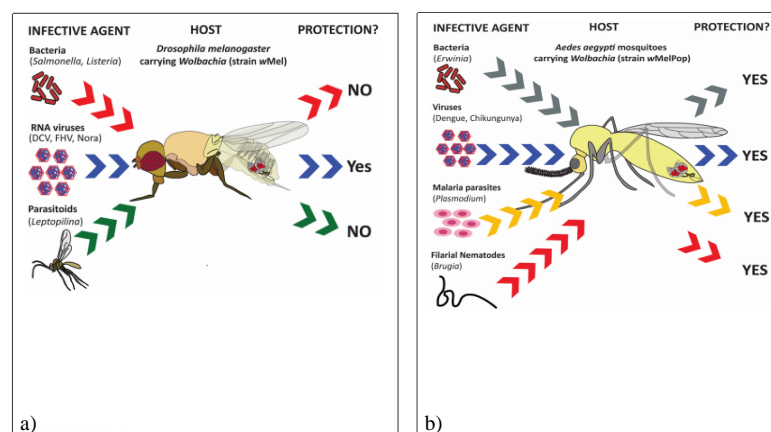 INFECTIVE AGENT HOST PROTECTION?
Bacteria
(Salmonella, Listeria)
Drosophila melanogaster
carrying Wolbachia (strain wMel)
NO
RNA viruses
(DCV, FHV, Nora)
Yes
Parasitoids
(Leptopilina)
NO
a)
INFECTIVE AGENT HOST PROTECTION?
Bacteria
(Erwinia)
Aedes aegypti mosquitoes
carrying Wolbachia (strain wMelPop)
YES
Viruses
(Dengue, Chikungunya)
YES
Malaria parasites
(Plasmodium)
YES
Filarial Nematodes
(Brugia)
YES
b)